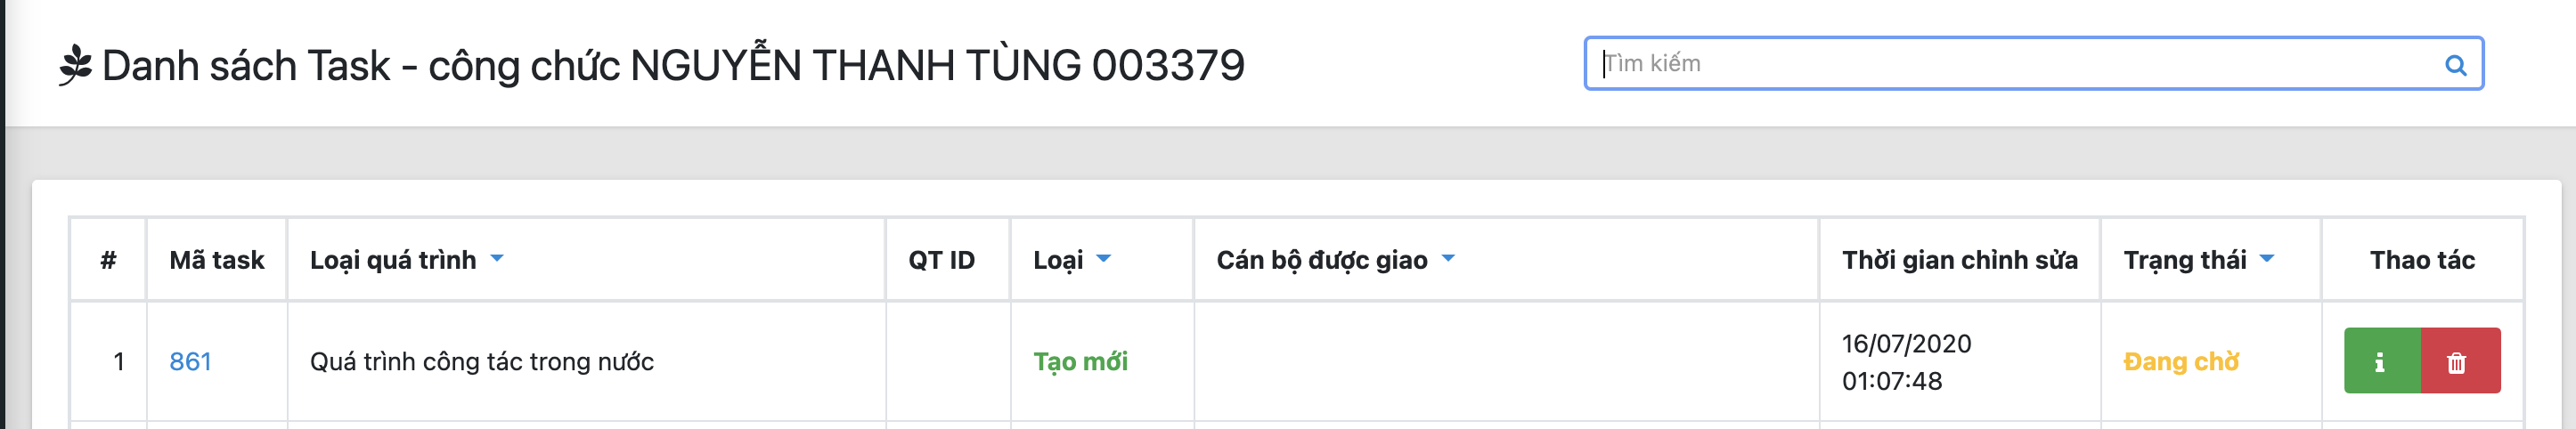 Danh sách Task - công chức NGUYỄN THANH TÙNG 003379
Tìm kiếm
# Mã task Loại quá trình QT ID Loại Cán bộ được giao Thời gian chỉnh sửa Trạng thái Thao tác
1 861 Quá trình công tác trong nước Tạo mới 16/07/2020 Đang chờ
01:07:48